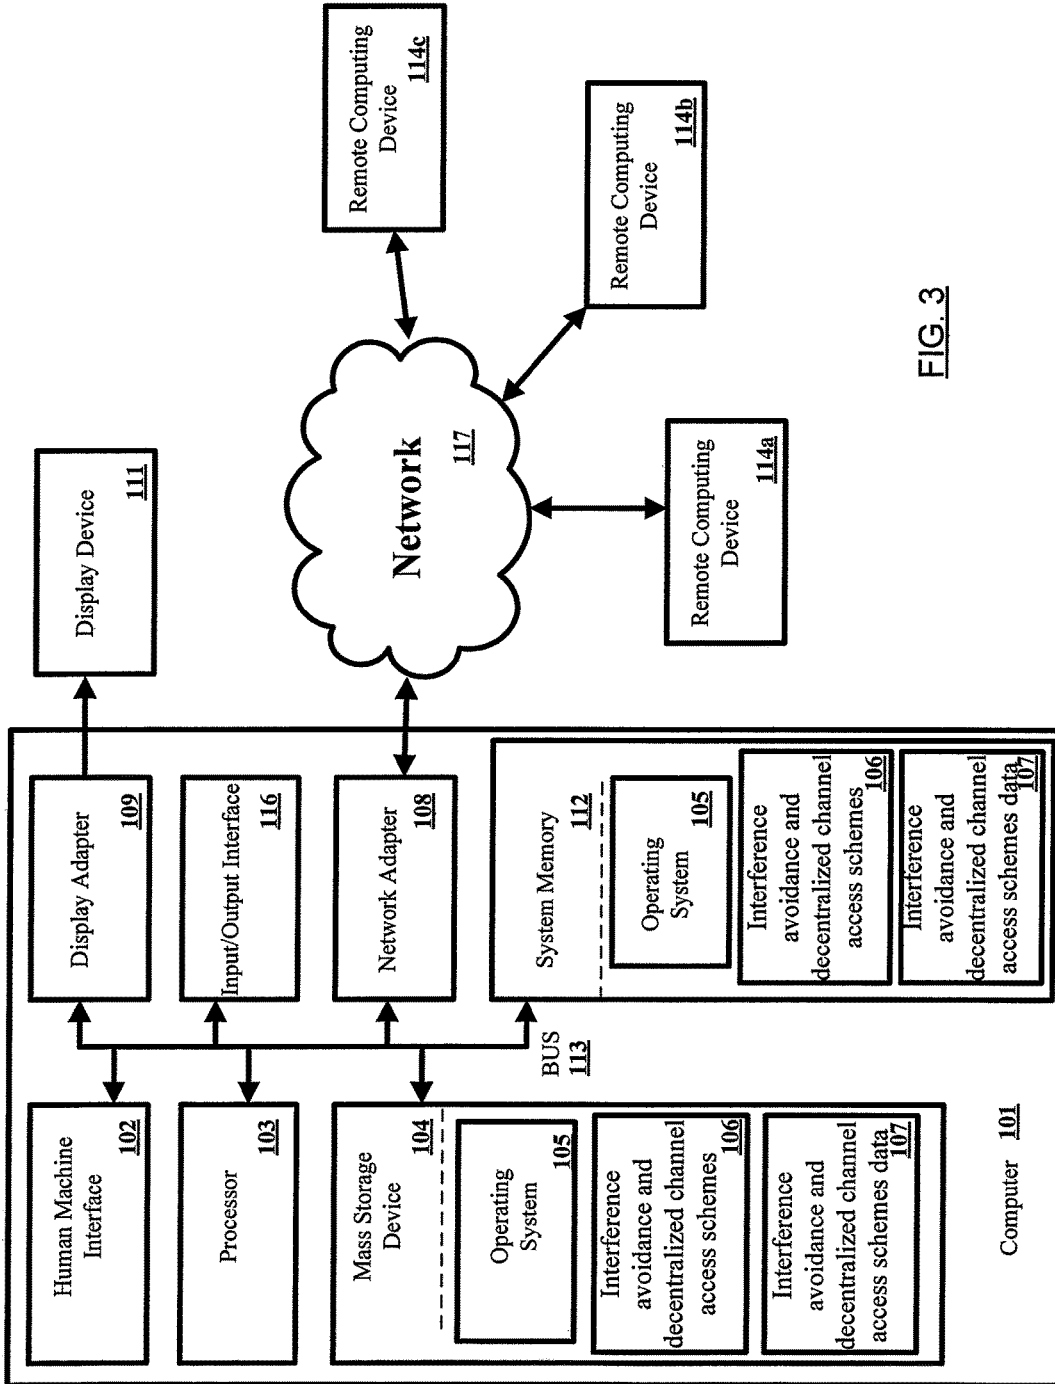 Human Machine
Interface
102
Processor
103
Mass Storage
Device
104
Operating
System
105
Interference
avoidance and
decentralized channel
access schemes
106
Interference
avoidance and
decentralized channel
access schemes data
107
Computer 101
BUS
113
Display Adapter
109
Input/Output Interface
116
Network Adapter
108
System Memory
112
Operating
System
105
Interference
avoidance and
decentralized channel
access schemes
106
Interference
avoidance and
decentralized channel
access schemes data
107
Display Device
111
Network
117
Remote Computing
Device
114a
Remote Computing
Device
114b
Remote Computing
Device
114c
FIG. 3